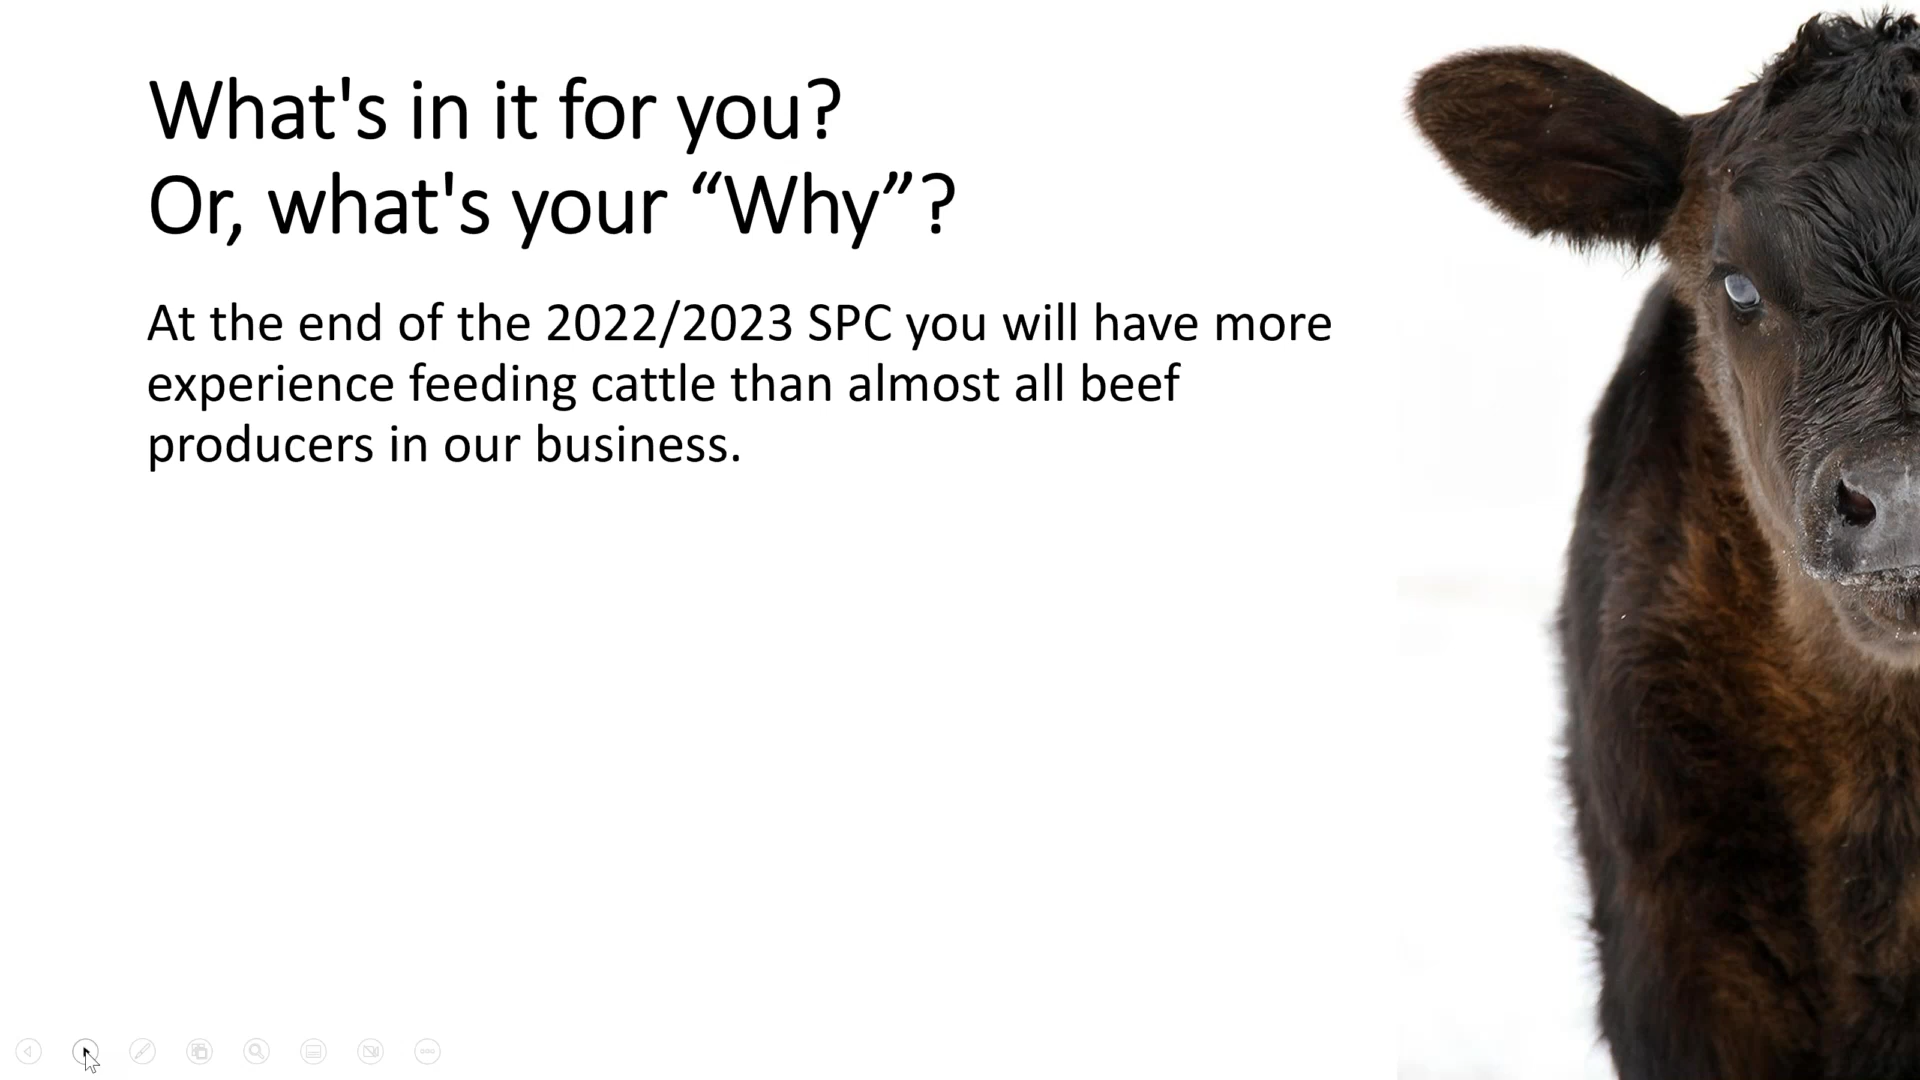 What's in it for you?
Or, what's your “Why”?
At the end of the 2022/2023 SPC you will have more
experience feeding cattle than almost all beef
producers in our business.